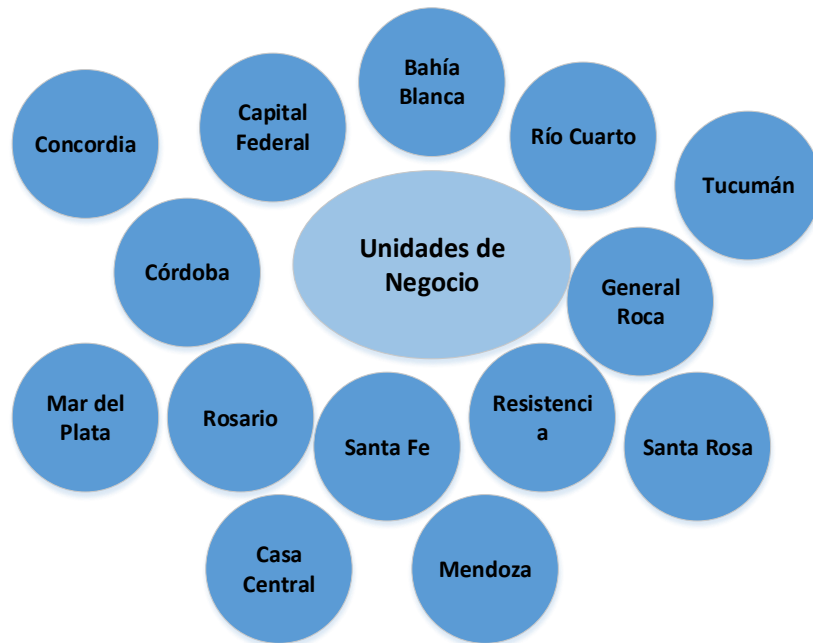 Bahía
Blanca
Capital
Federal
Río Cuarto
Concordia
Tucumán
Unidades de
Negocio
Córdoba
General
Roca
Mar del
Plata
Rosario
Santa Fe
Resistenci
a
Santa Rosa
Casa
Central
Mendoza